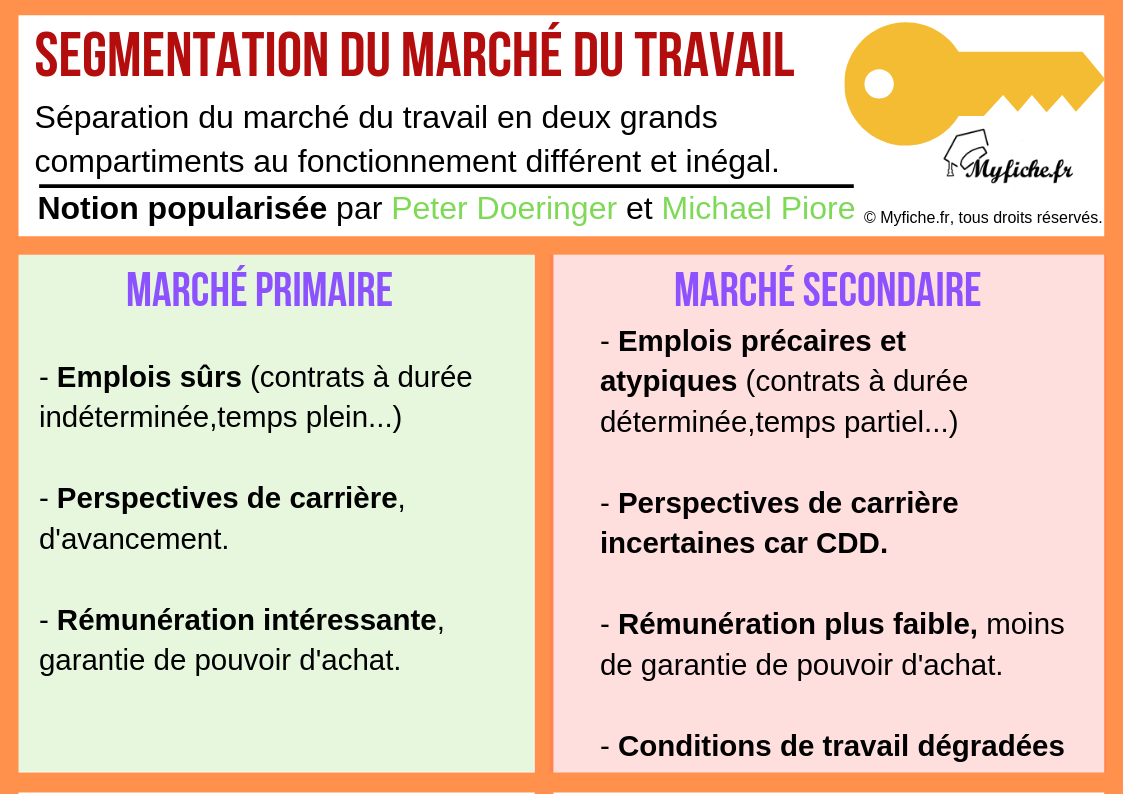 SEGMENTATION DU MARCHÉ DU TRAVAIL
Séparation du marché du travail en deux grands
compartiments au fonctionnement différent et inégal.
Notion popularisée par Peter Doeringer et Michael Piore
Myfiche.fr
© Myfiche.fr, tous droits réservés.
MARCHÉ PRIMAIRE
- Emplois sûrs (contrats à durée
indéterminée,temps plein...)
- Perspectives de carrière,
d'avancement.
- Rémunération intéressante,
garantie de pouvoir d'achat.
MARCHÉ SECONDAIRE
- Emplois précaires et
atypiques (contrats à durée
déterminée,temps partiel...)
- Perspectives de carrière
incertaines car CDD.
- Rémunération plus faible, moins
de garantie de pouvoir d'achat.
- Conditions de travail dégradées